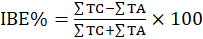 IBE% = (∑TC−∑TA)/(∑TC+∑TA) × 100